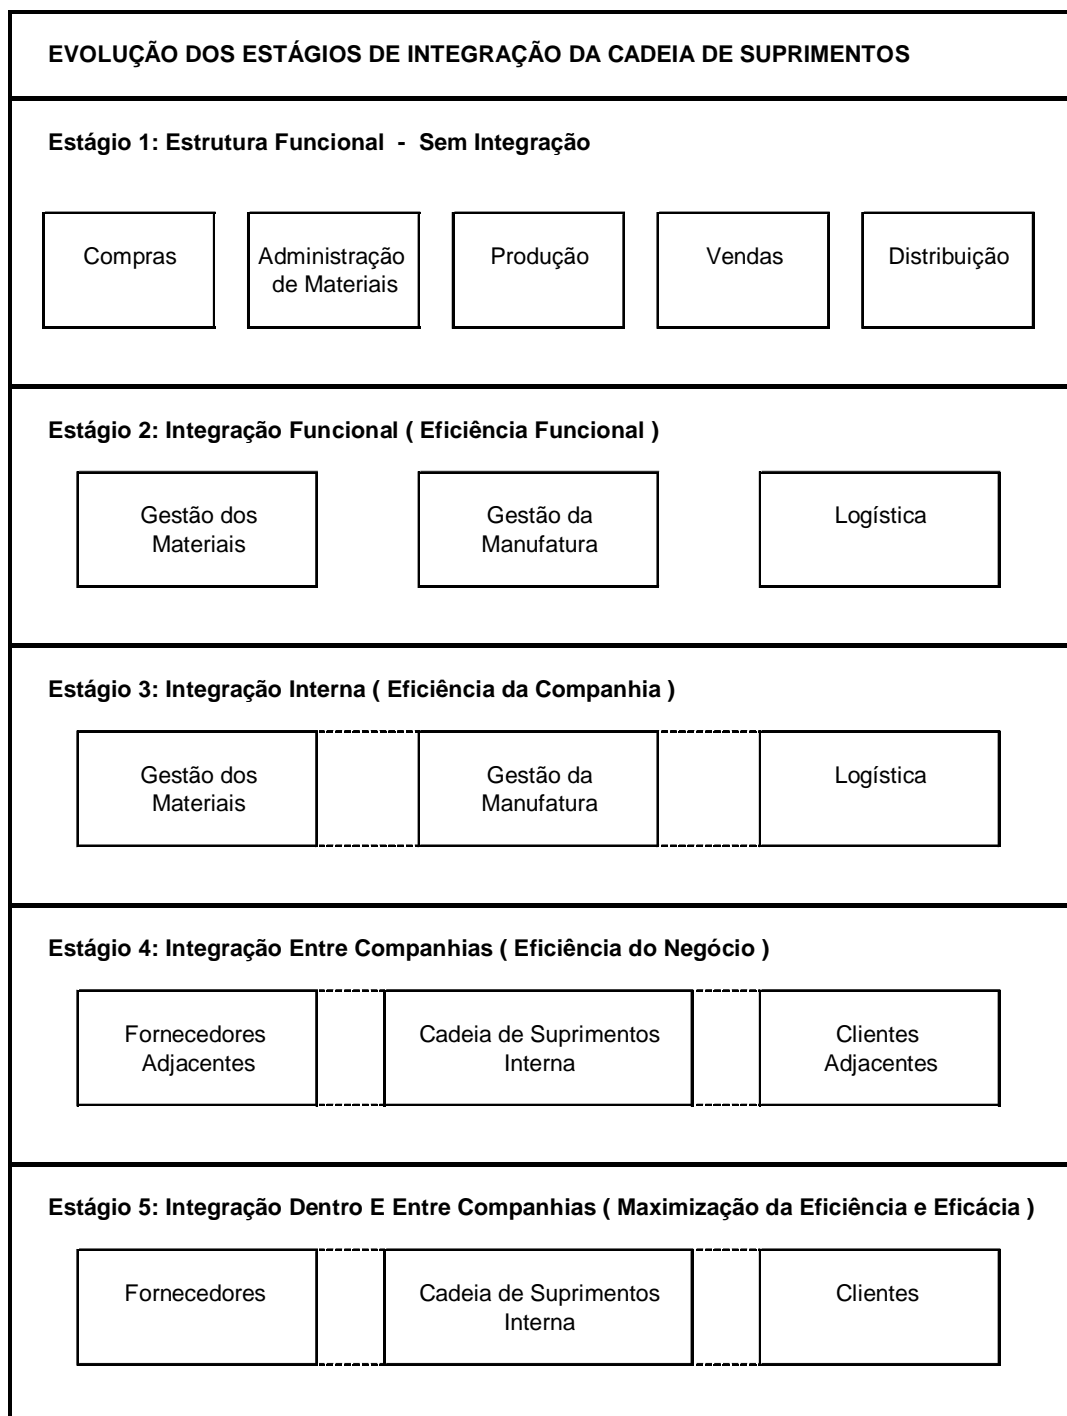 EVOLUÇÃO DOS ESTÁGIOS DE INTEGRAÇÃO DA CADEIA DE SUPRIMENTOS
Estágio 1: Estrutura Funcional - Sem Integração
Compras
Administração
de Materiais
Produção
Vendas
Distribuição
Estágio 2: Integração Funcional ( Eficiência Funcional )
Gestão dos
Materiais
Gestão da
Manufatura
Logística
Estágio 3: Integração Interna ( Eficiência da Companhia )
Gestão dos
Materiais
Gestão da
Manufatura
Logística
Estágio 4: Integração Entre Companhias ( Eficiência do Negócio )
Fornecedores
Adjacentes
Cadeia de Suprimentos
Interna
Clientes
Adjacentes
Estágio 5: Integração Dentro E Entre Companhias ( Maximização da Eficiência e Eficácia )
Fornecedores
Cadeia de Suprimentos
Interna
Clientes